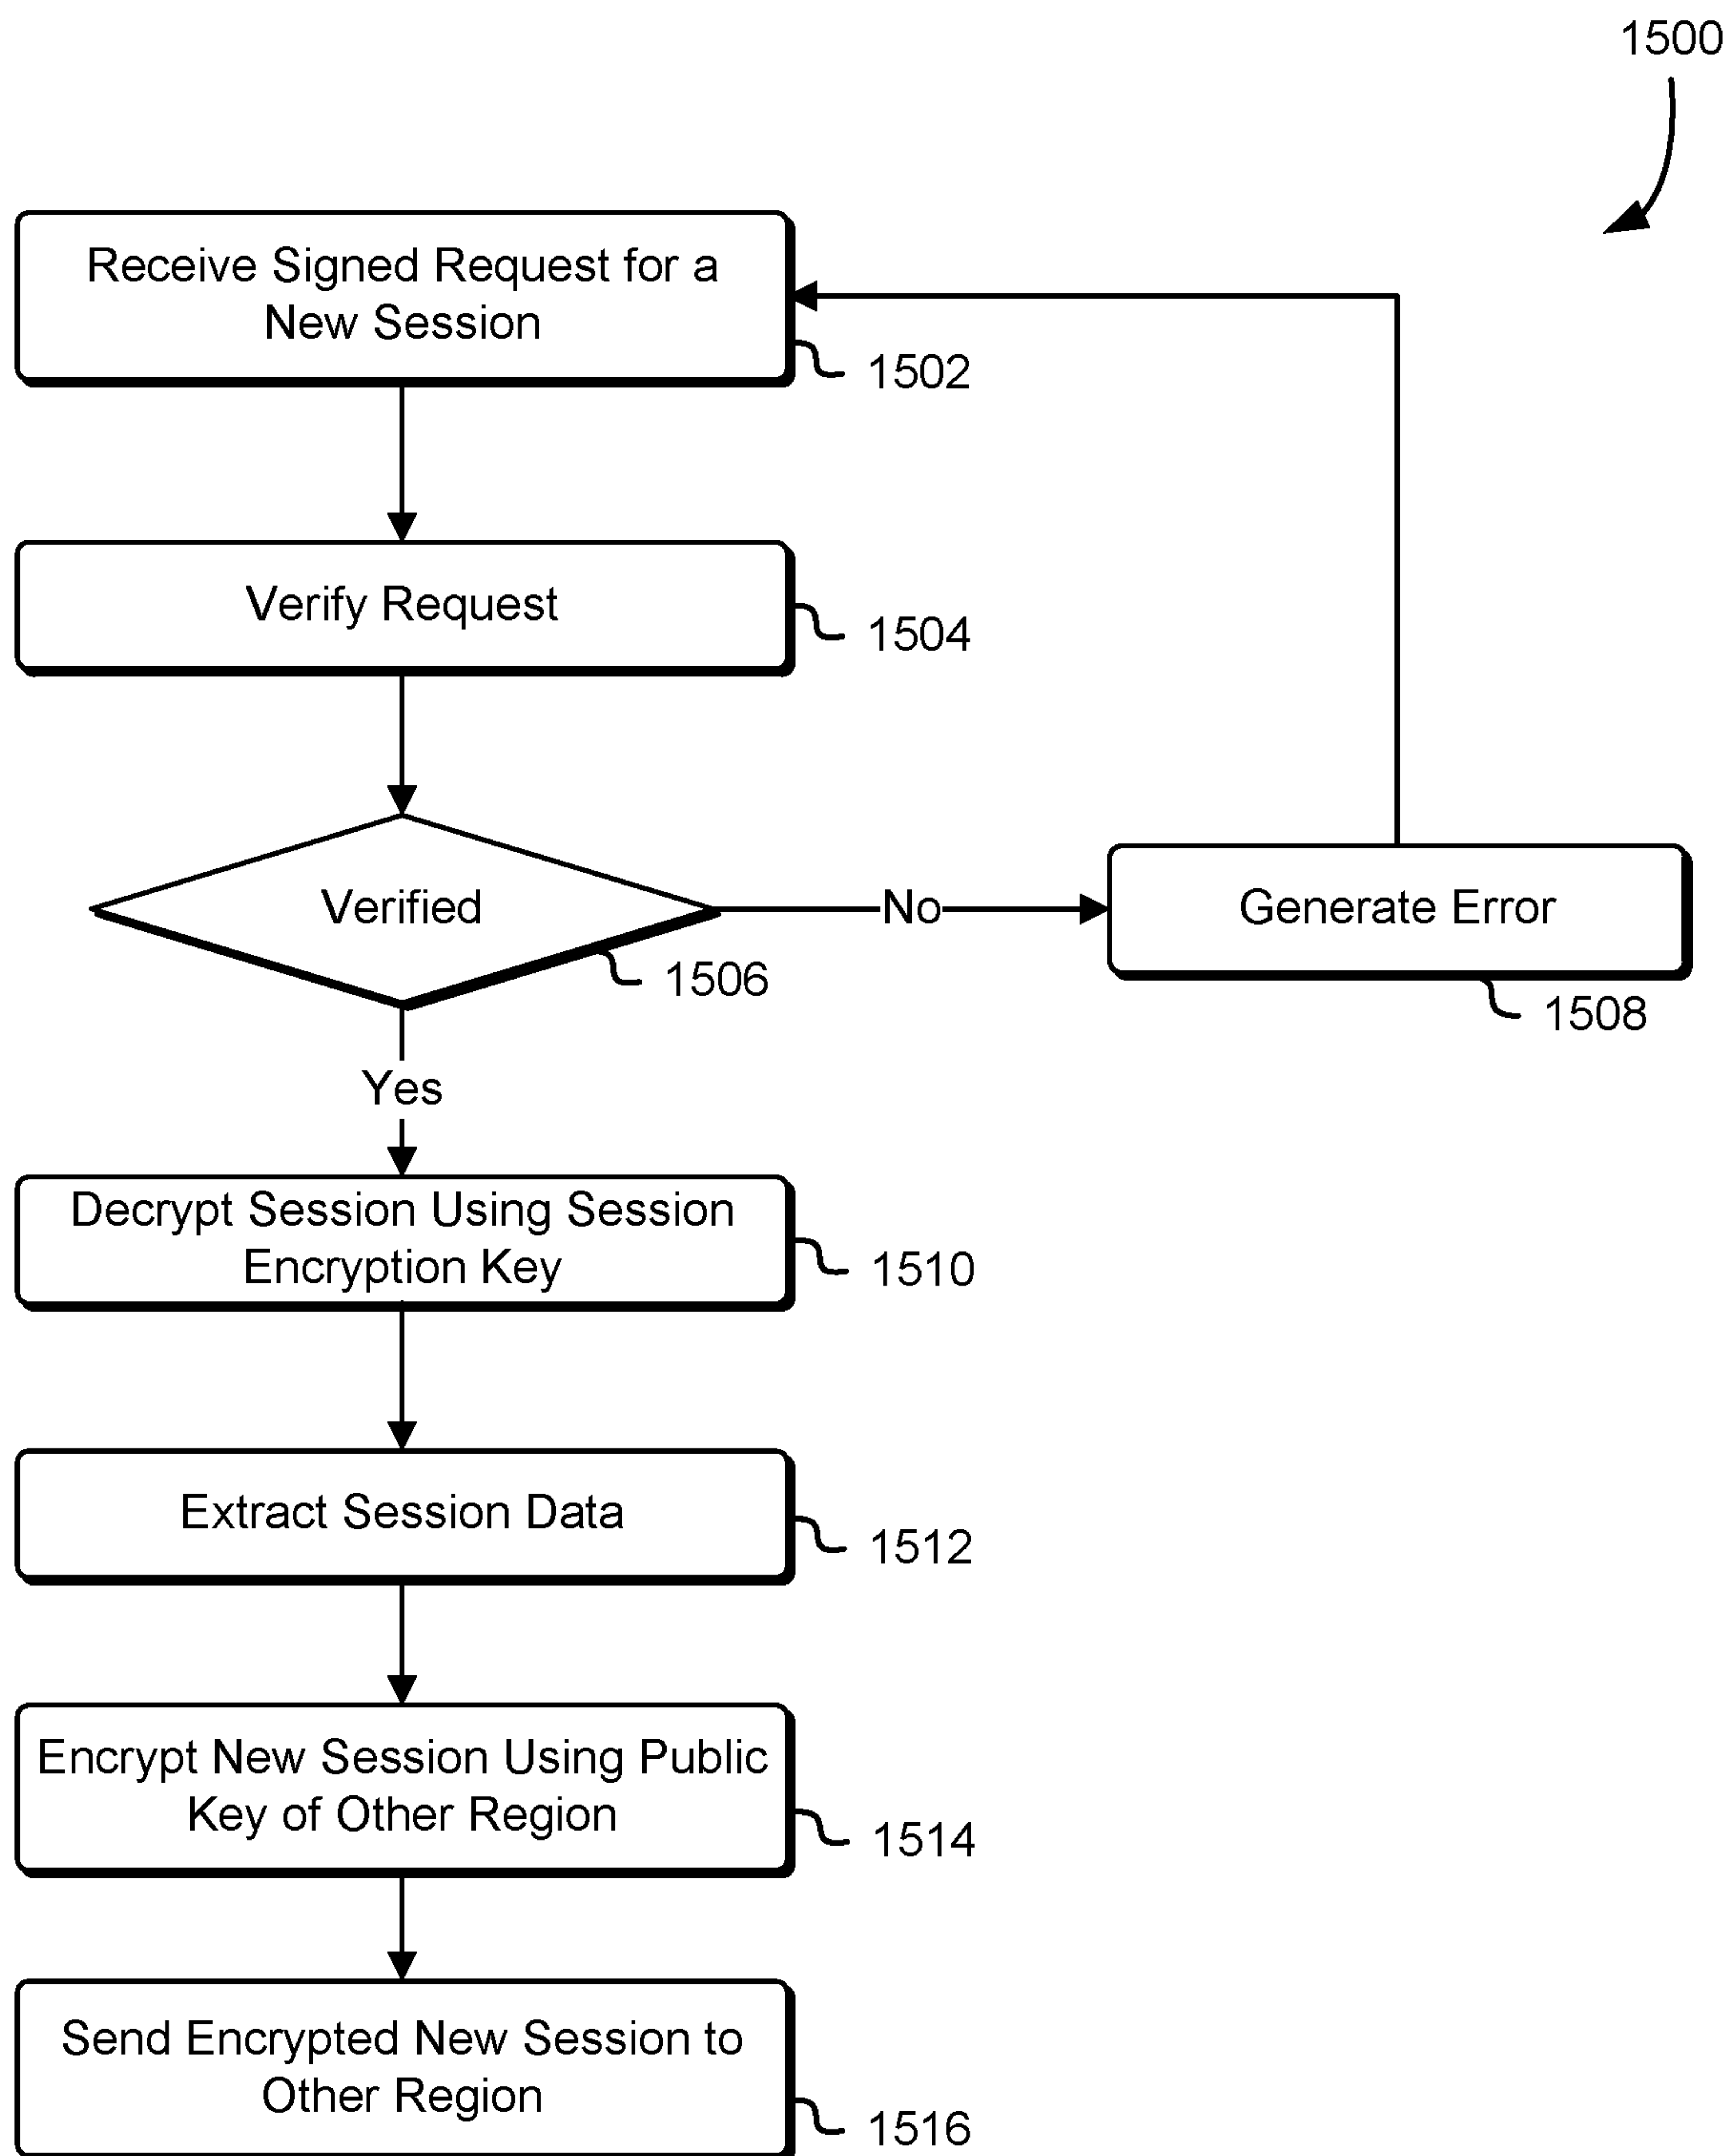 1500
Receive Signed Request for a
New Session
1502
Verify Request
1504
Verified
No
Generate Error
1506
1508
Yes
Decrypt Session Using Session
Encryption Key
1510
Extract Session Data
1512
Encrypt New Session Using Public
Key of Other Region
1514
Send Encrypted New Session to
Other Region
1516